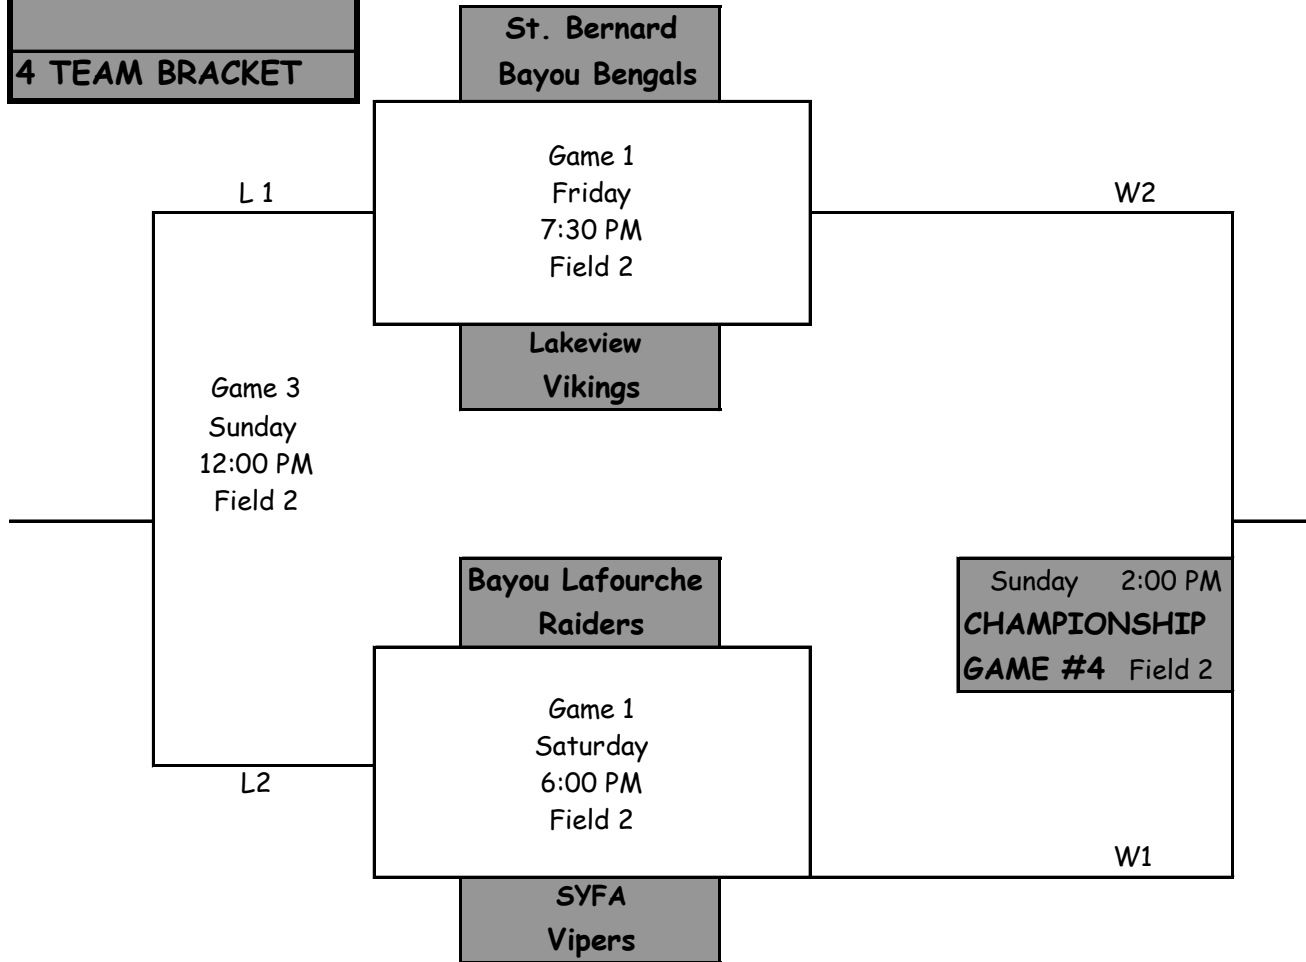 4 TEAM BRACKET
St. Bernard
Bayou Bengals
Game 1
Friday
7:30 PM
Field 2
L 1
W2
Lakeview
Vikings
Game 3
Sunday
12:00 PM
Field 2
Bayou Lafourche
Raiders
Sunday 2:00 PM
CHAMPIONSHIP
GAME #4 Field 2
Game 1
Saturday
6:00 PM
Field 2
L2
W1
SYFA
Vipers